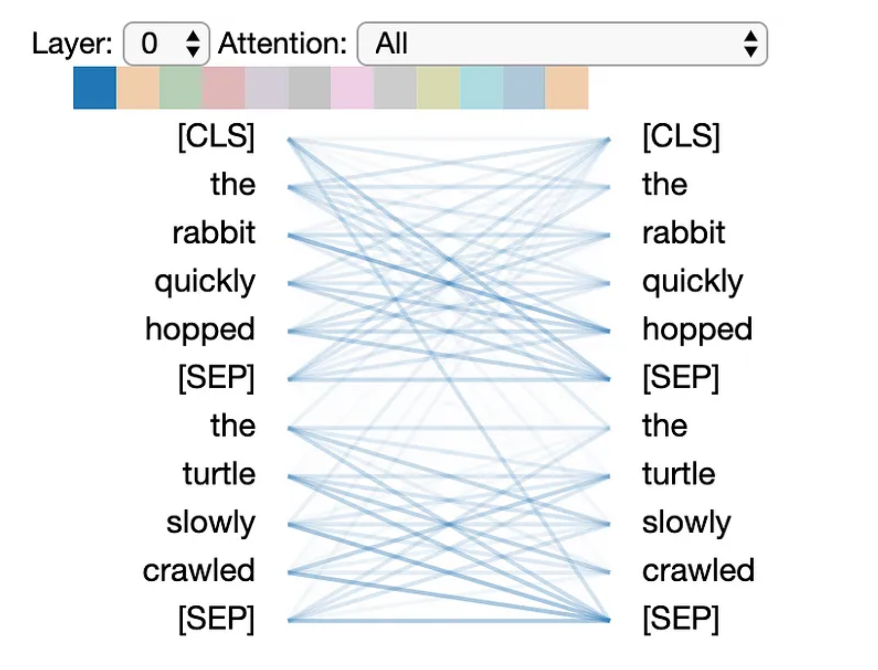 Layer: 0 Attention: All
[CLS] [CLS]
the the
rabbit rabbit
quickly quickly
hopped hopped
[SEP] [SEP]
the the
turtle turtle
slowly slowly
crawled crawled
[SEP] [SEP]